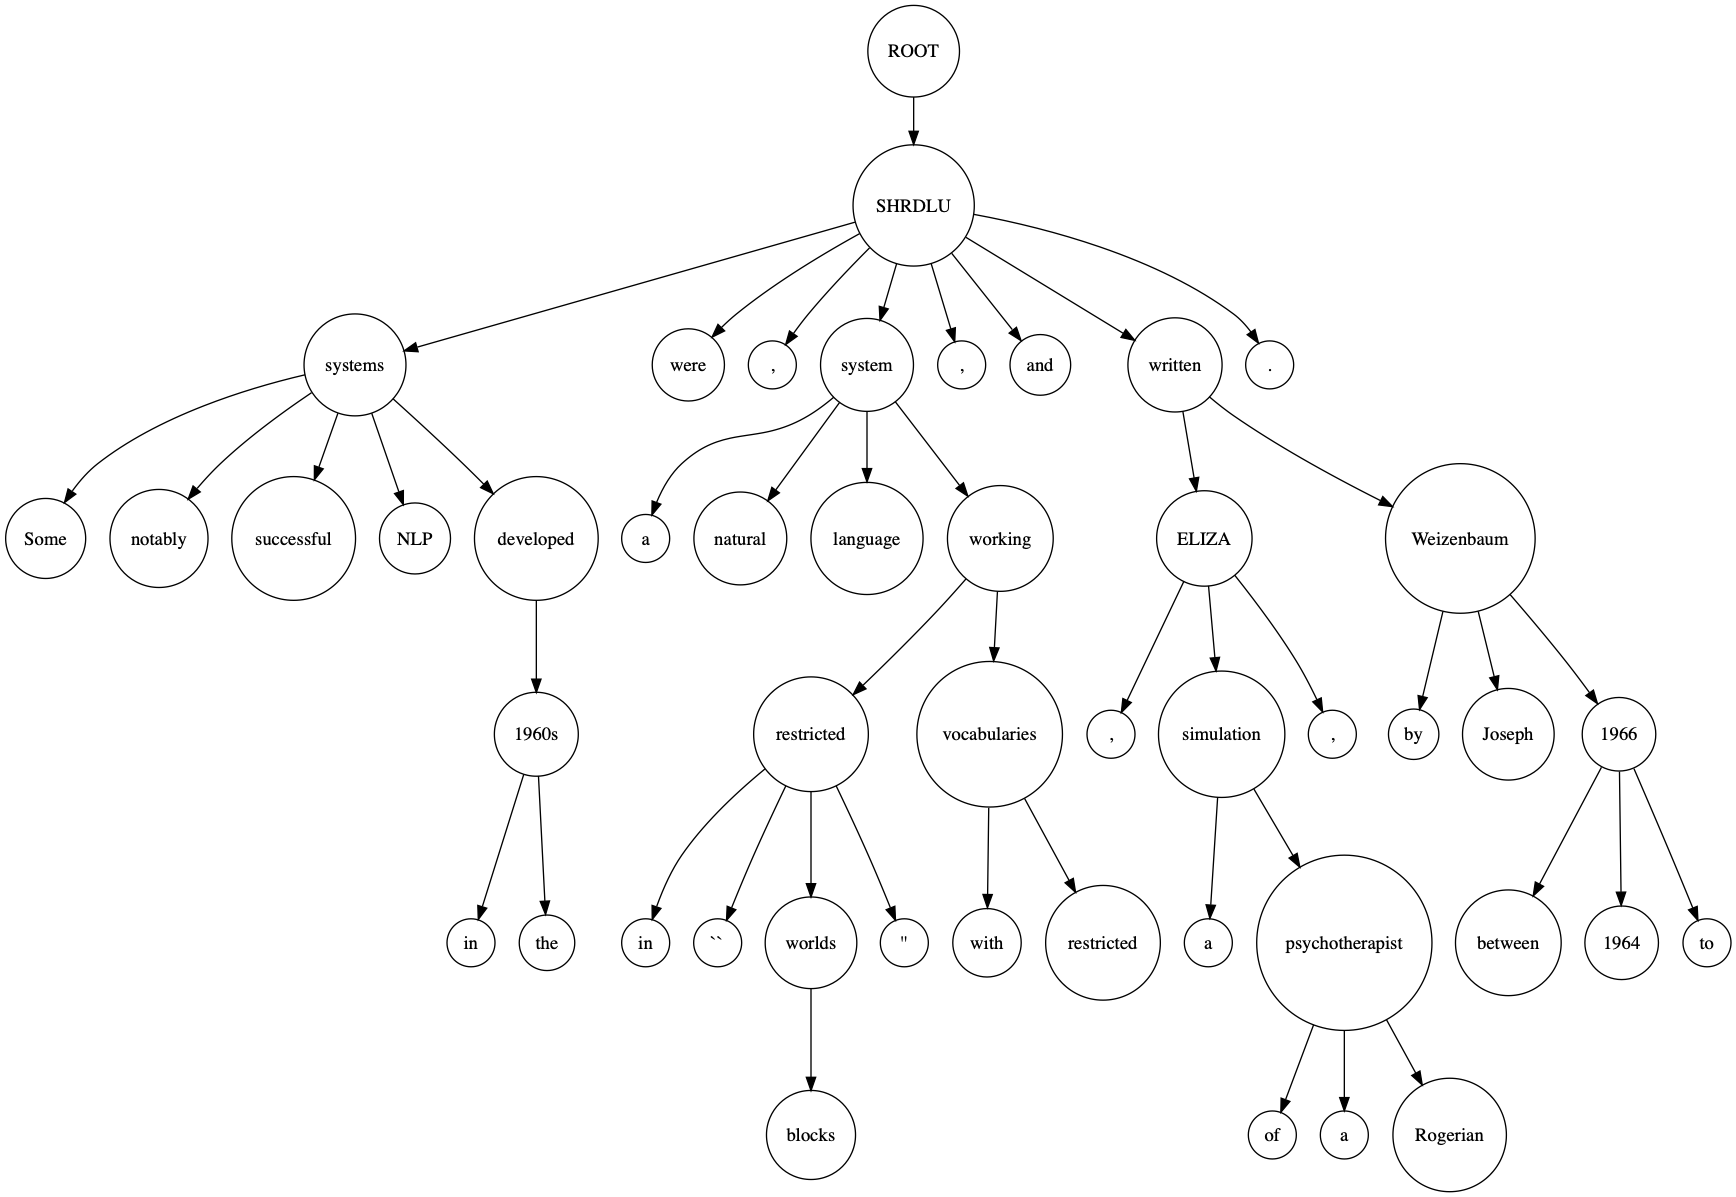 ROOT
SHRDLU
systems were , system , and written .
Some notably successful NLP developed a natural language working ELIZA Weizenbaum
1960s restricted vocabularies , simulation , by Joseph 1966
in the in `` worlds '' with restricted a psychotherapist between 1964 to
blocks of a Rogerian